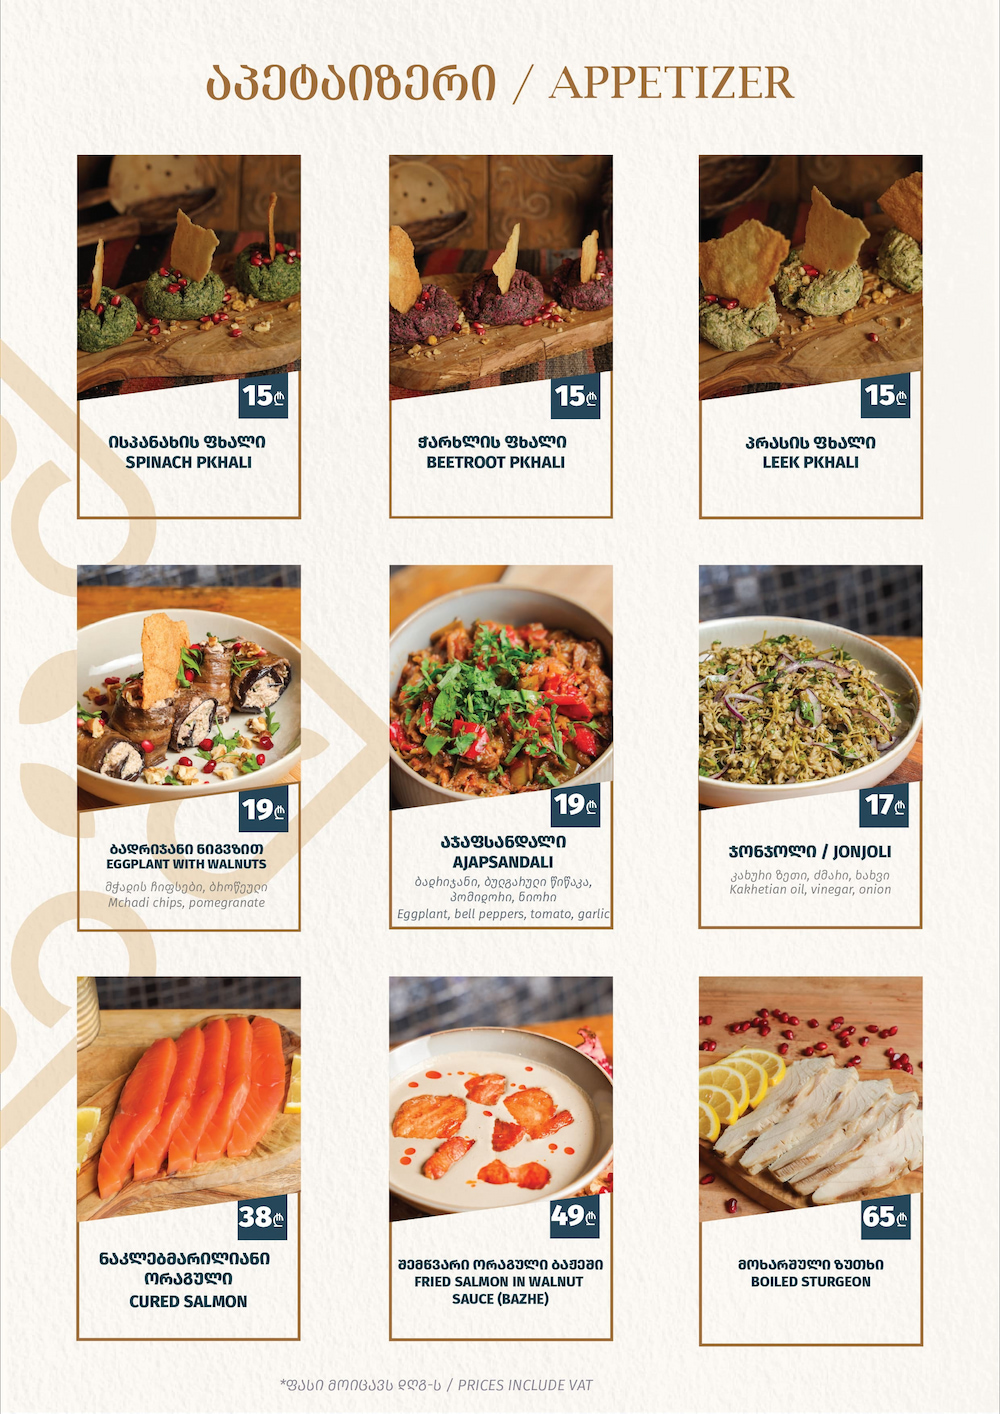 აპეტაიზერი / APPETIZER
15₾
ისპანახის ფხალი
SPINACH PKHALI
15₾
ჭარხლის ფხალი
BEETROOT PKHALI
15₾
პრასის ფხალი
LEEK PKHALI
19₾
ბადრიჯანი ნიგვზით
EGGPLANT WITH WALNUTS
მჭადის ჩიფსები, ბროწეული
Mchadi chips, pomegranate
19₾
აჯაფსანდალი
AJAPSANDALI
ბადრიჯანი, ბულგარული წიწაკა,
პომიდორი, ნიორი
Eggplant, bell peppers, tomato, garlic
17₾
ჯონჯოლი / JONJOLI
კახური ზეთი, ძმარი, ხახვი
Kakhetian oil, vinegar, onion
38₾
ნაკლებმარილიანი
ორაგული
CURED SALMON
49₾
შემწვარი ორაგული ბაჟეში
FRIED SALMON IN WALNUT
SAUCE (BAZHE)
65₾
მოხარშული ზუთხი
BOILED STURGEON
*ფასი მოიცავს დღგ-ს / PRICES INCLUDE VAT